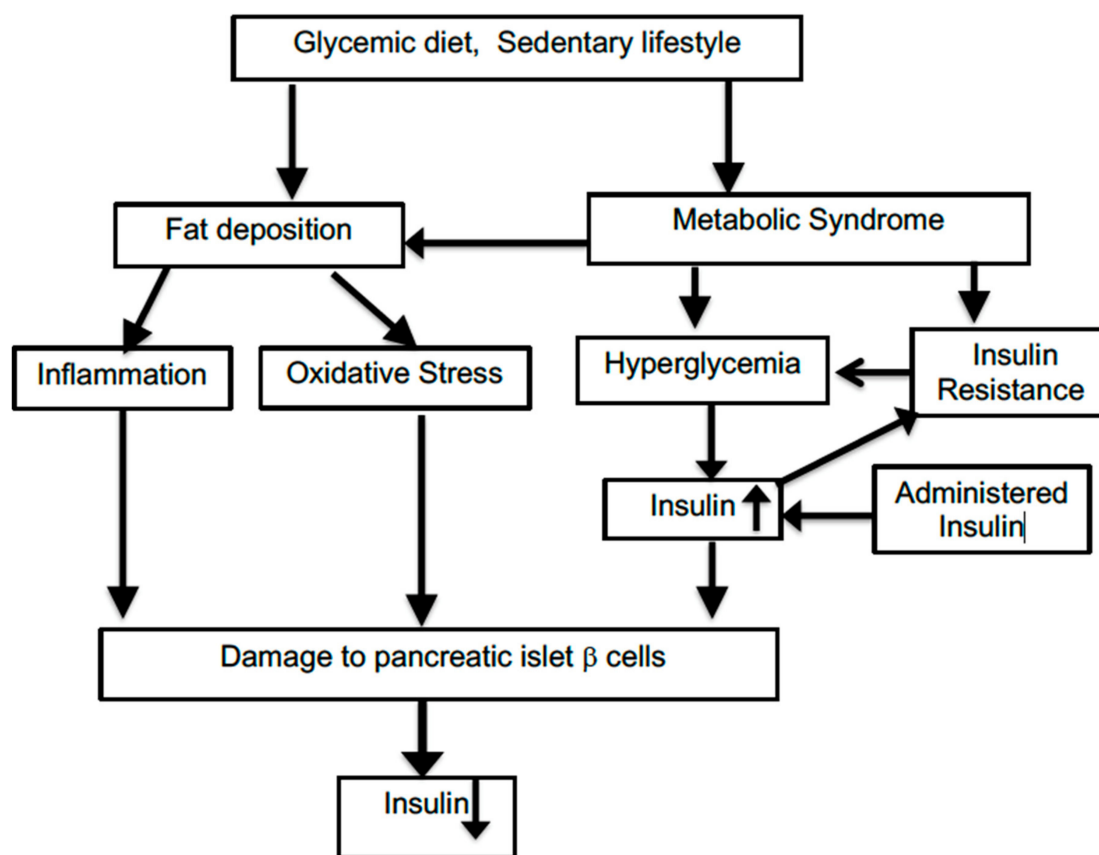 Glycemic diet, Sedentary lifestyle
Fat deposition
Metabolic Syndrome
Inflammation
Oxidative Stress
Hyperglycemia
Insulin
Resistance
Insulin
Administered
Insulin
Damage to pancreatic islet β cells
Insulin